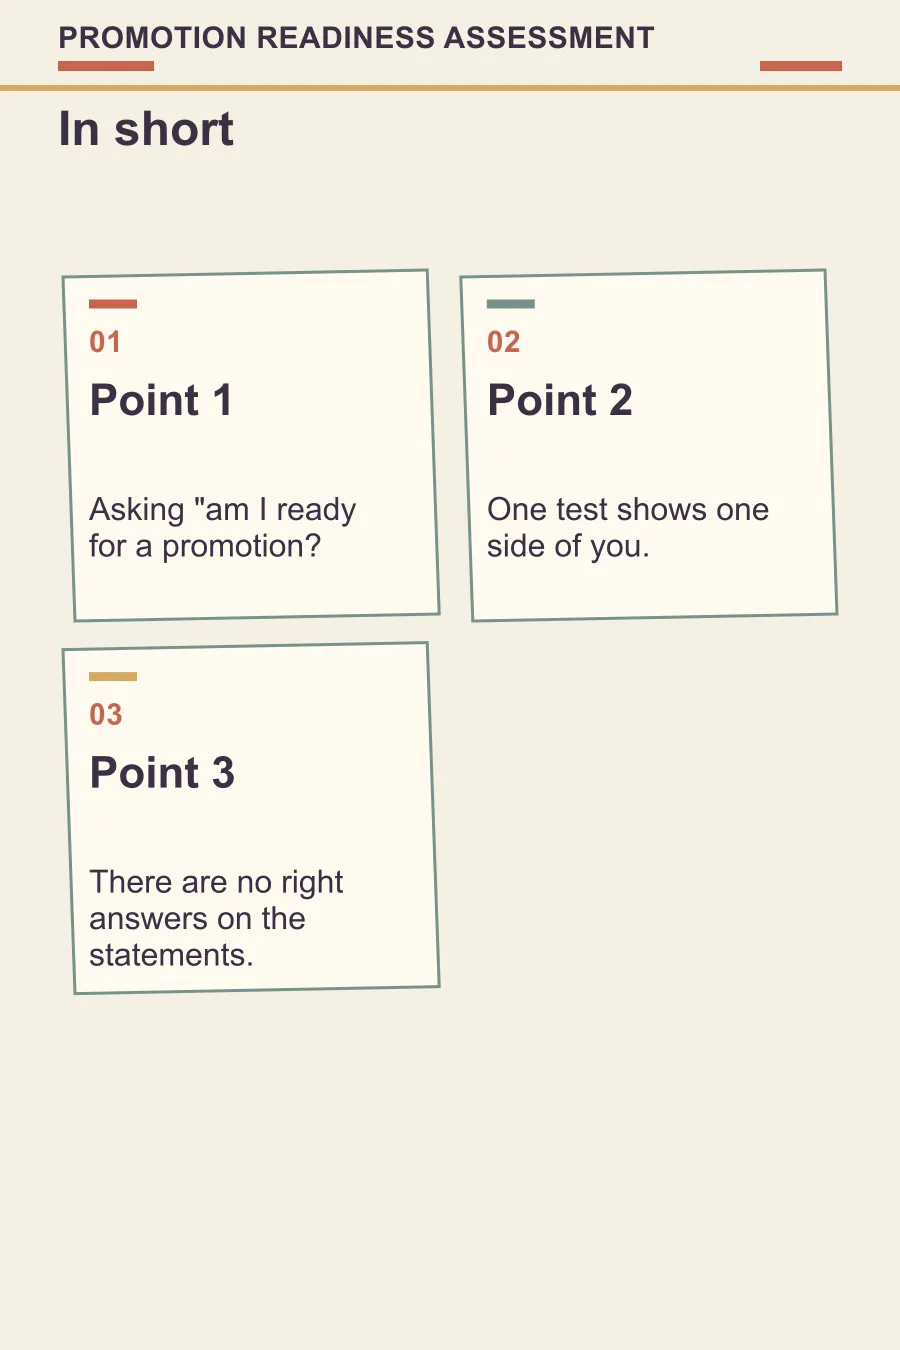 PROMOTION READINESS ASSESSMENT
In short
01
Point 1
Asking "am I ready
for a promotion?
02
Point 2
One test shows one
side of you.
03
Point 3
There are no right
answers on the
statements.